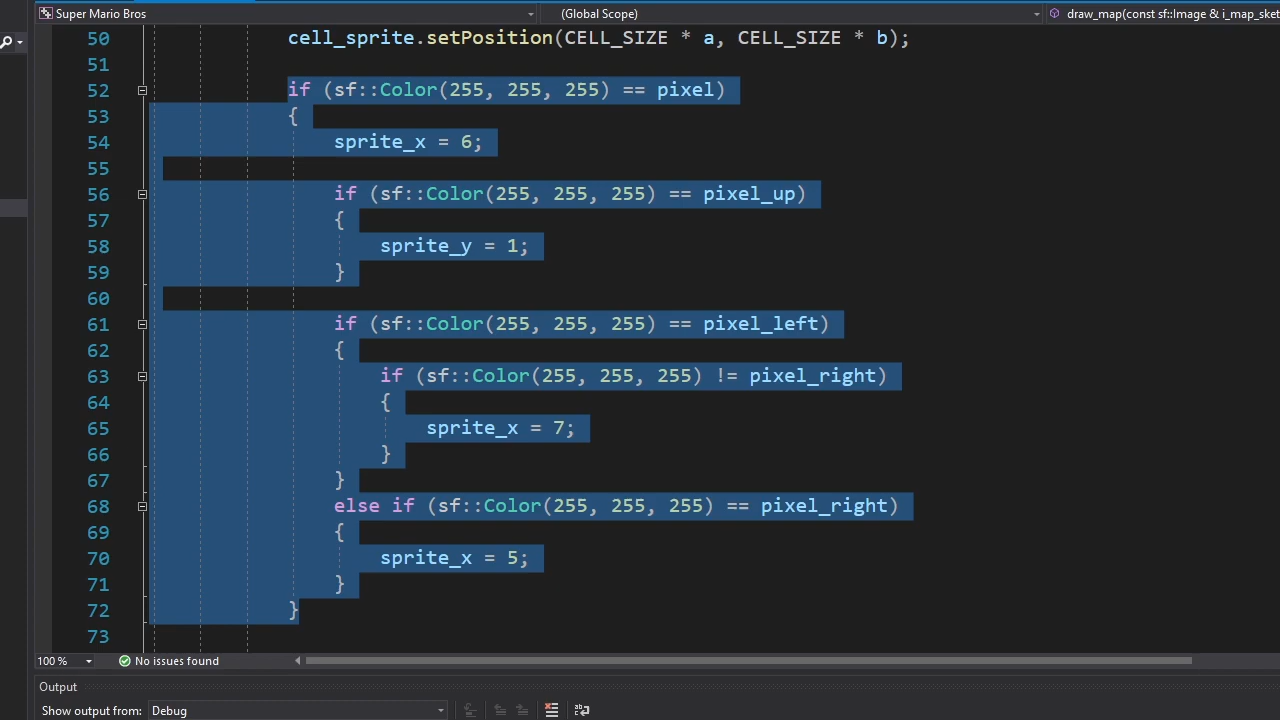 Super Mario Bros (Global Scope) draw_map(const sf::Image & i_map_sket
50 cell_sprite.setPosition(CELL_SIZE * a, CELL_SIZE * b);
51
52 if (sf::Color(255, 255, 255) == pixel)
53 {
54 sprite_x = 6;
55
56 if (sf::Color(255, 255, 255) == pixel_up)
57 {
58 sprite_y = 1;
59 }
60
61 if (sf::Color(255, 255, 255) == pixel_left)
62 {
63 if (sf::Color(255, 255, 255) != pixel_right)
64 {
65 sprite_x = 7;
66 }
67 }
68 else if (sf::Color(255, 255, 255) == pixel_right)
69 {
70 sprite_x = 5;
71 }
72 }
73
100 % No issues found
Output
Show output from: Debug